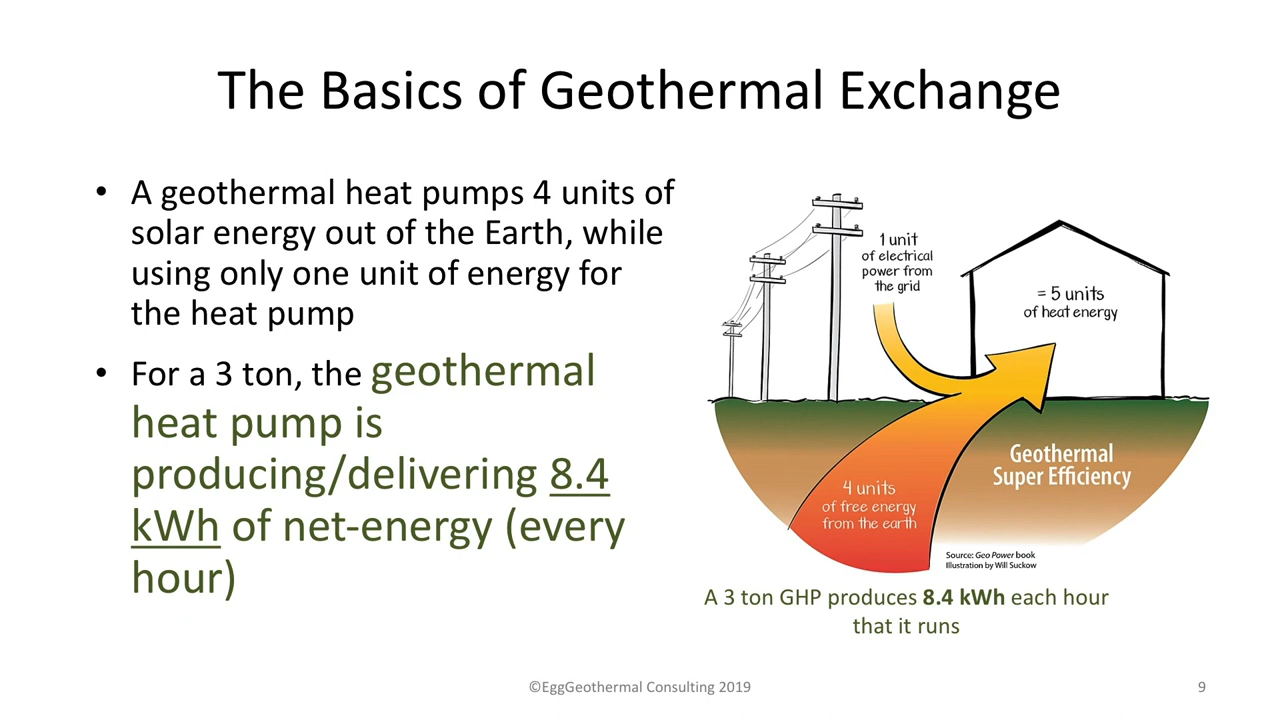 The Basics of Geothermal Exchange
• A geothermal heat pumps 4 units of
solar energy out of the Earth, while
using only one unit of energy for
the heat pump
• For a 3 ton, the geothermal
heat pump is
producing/delivering 8.4
kWh of net-energy (every
hour)
1 unit
of electrical
power from
the grid
= 5 units
of heat energy
Geothermal
Super Efficiency
4 units
of free energy
from the earth
Source: Geo Power book
Illustration by Will Suckow
A 3 ton GHP produces 8.4 kWh each hour
that it runs
©EggGeothermal Consulting 2019
9